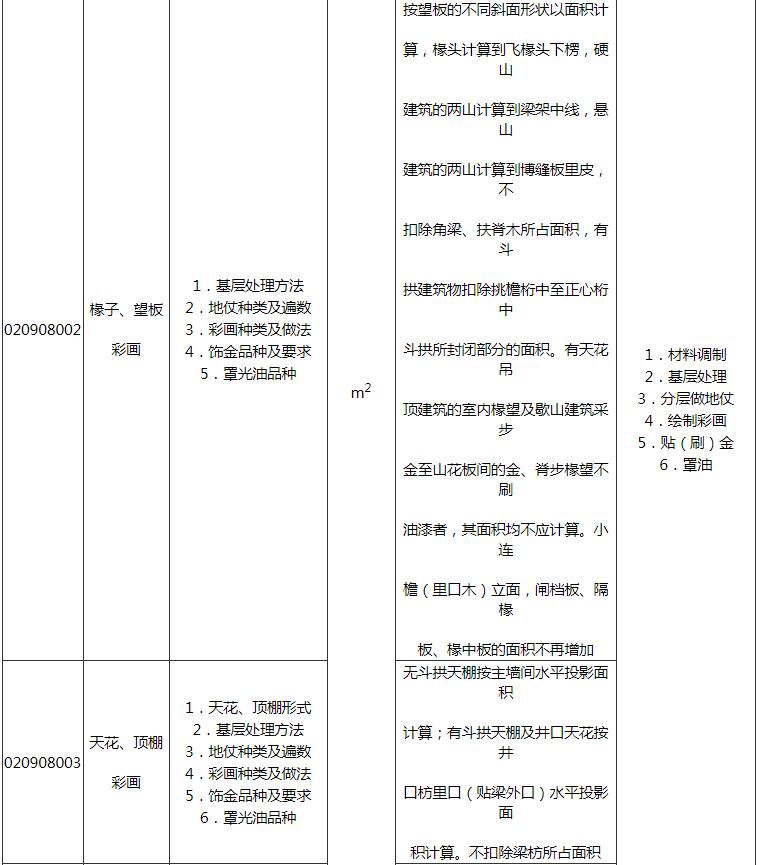 020908002
椽子、望板
彩画
1．基层处理方法
2．地仗种类及遍数
3．彩画种类及做法
4．饰金品种及要求
5．罩光油品种
m2
按望板的不同斜面形状以面积计
算，椽头计算到飞椽头下楞，硬
山
建筑的两山计算到梁架中线，悬
山
建筑的两山计算到博缝板里皮，
不
扣除角梁、扶脊木所占面积，有
斗
拱建筑物扣除挑檐桁中至正心桁
中
斗拱所封闭部分的面积。有天花
吊
顶建筑的室内椽望及歇山建筑采
步
金至山花板间的金、脊步椽望不
刷
油漆者，其面积均不应计算。小
连
檐（里口木）立面，闸档板、隔
椽
板、椽中板的面积不再增加
1．材料调制
2．基层处理
3．分层做地仗
4．绘制彩画
5．贴（刷）金
6．罩油
020908003
天花、顶棚
彩画
1．天花、顶棚形式
2．基层处理方法
3．地仗种类及遍数
4．彩画种类及做法
5．饰金品种及要求
6．罩光油品种
无斗拱天棚按主墙间水平投影面
积
计算；有斗拱天棚及井口天花按
井
口枋里口（贴梁外口）水平投影
面
积计算。不扣除梁枋所占面积